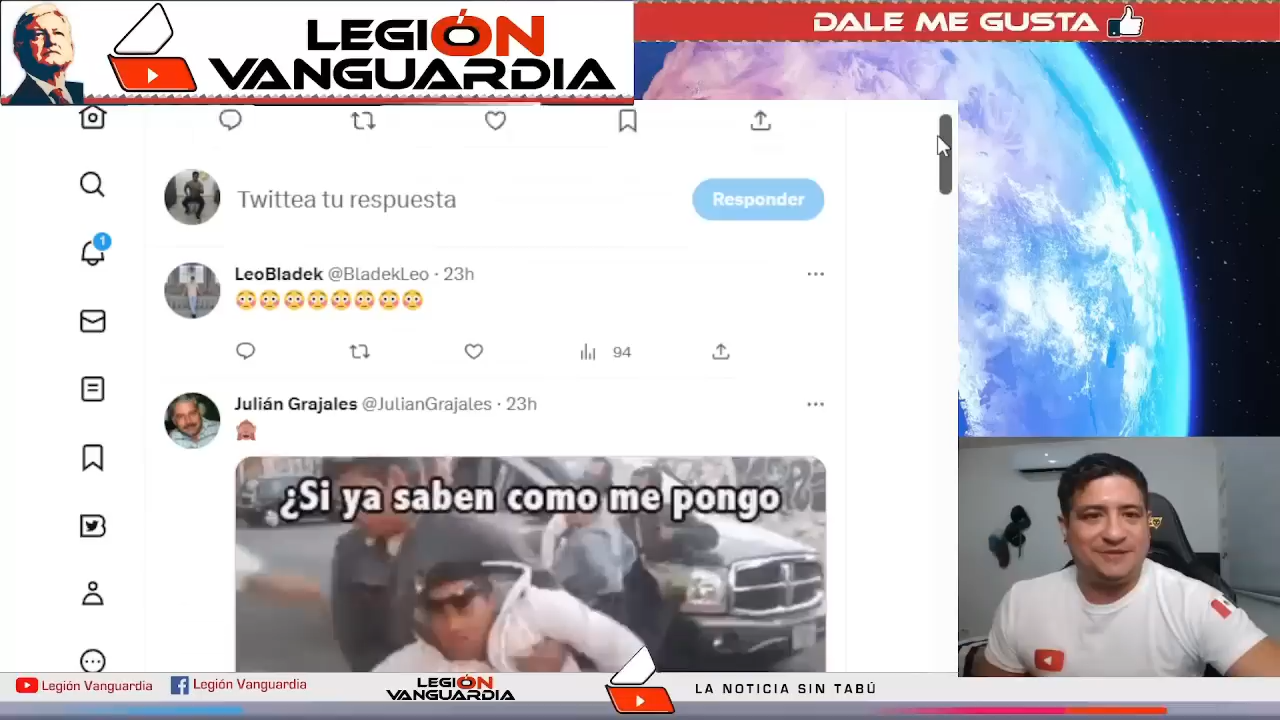 LEGIÓN
VANGUARDIA
DALE ME GUSTA
Twittea tu respuesta
Responder
1
LeoBladek @BladekLeo · 23h
94
Julián Grajales @JulianGrajales · 23h
¿Si ya saben como me pongo
Legión Vanguardia
Legión Vanguardia
LEGIÓN
VANGUARDIA
LA NOTICIA SIN TABÚ